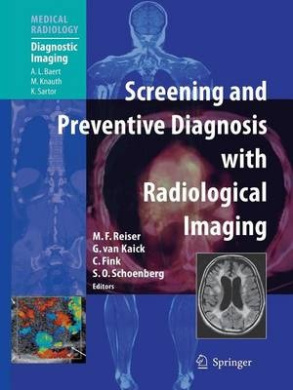 MEDICAL
RADIOLOGY
Diagnostic
Imaging
A. L. Baert
M. Knauth
K. Sartor
Screening and
Preventive Diagnosis
with
Radiological
Imaging
M. F. Reiser
G. van Kaick
C. Fink
S. O. Schoenberg
Editors
Springer